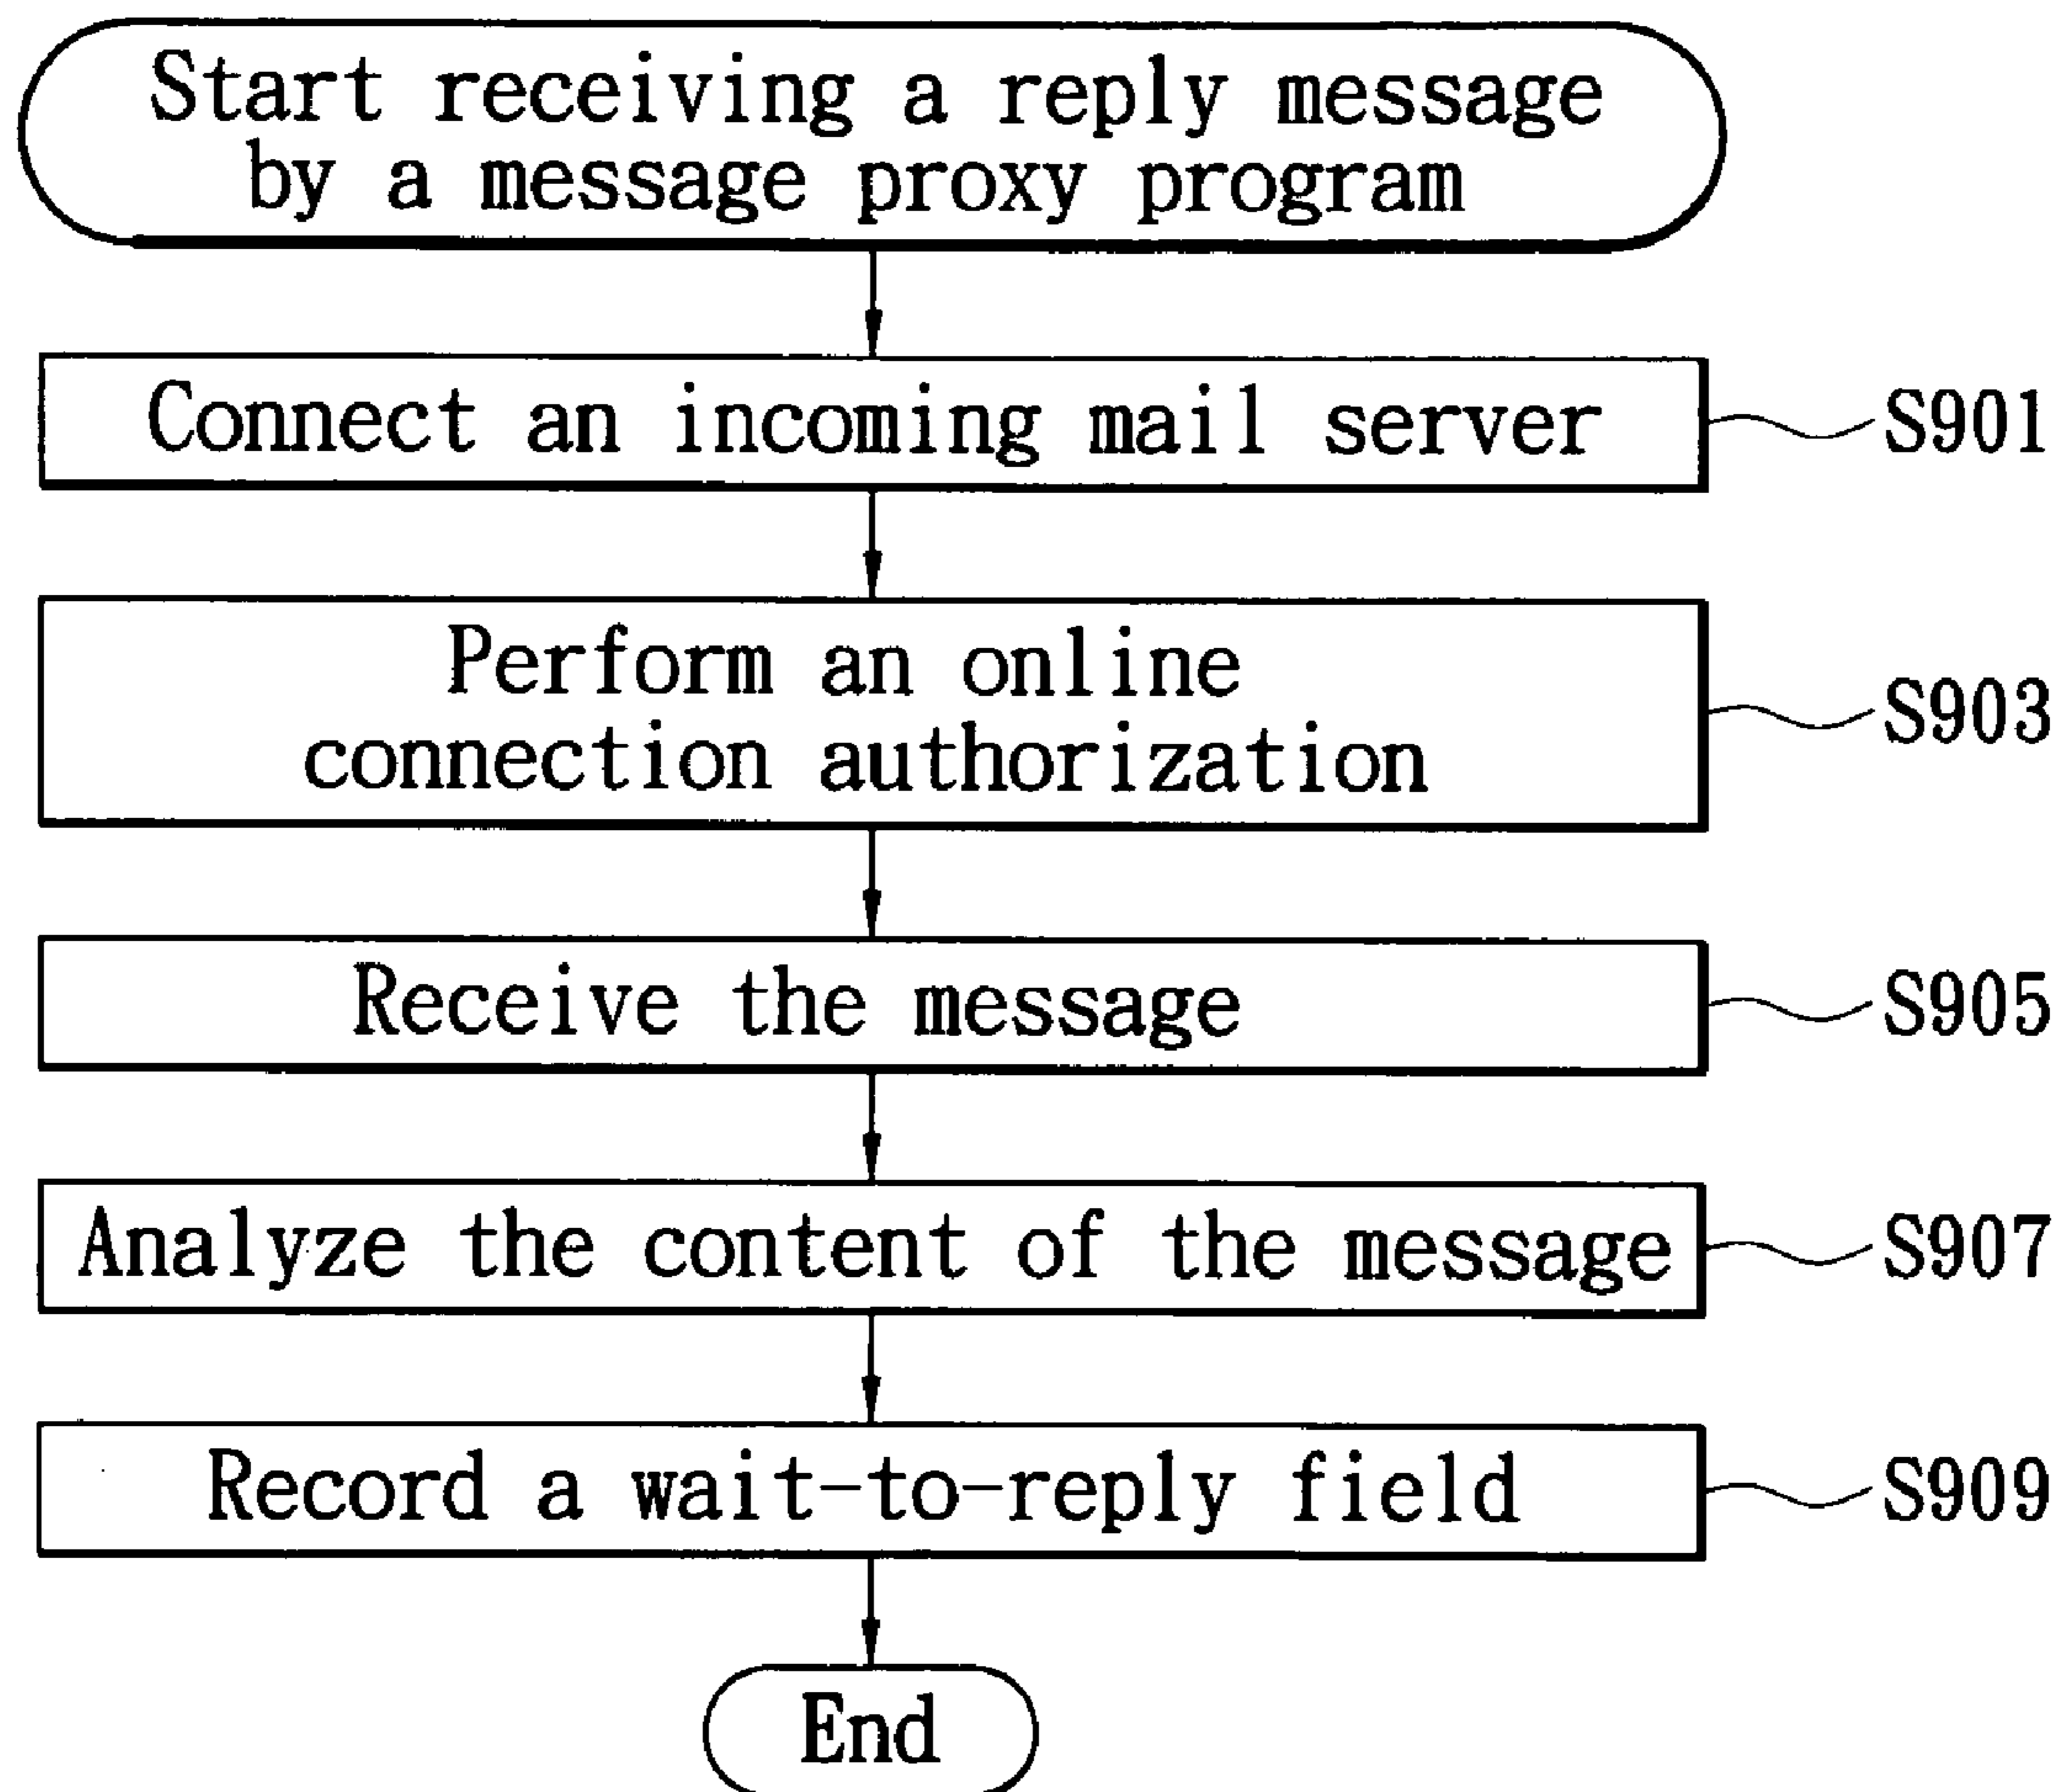 Start receiving a reply message
by a message proxy program
Connect an incoming mail server
S901
Perform an online
connection authorization
S903
Receive the message
S905
Analyze the content of the message
S907
Record a wait-to-reply field
S909
End